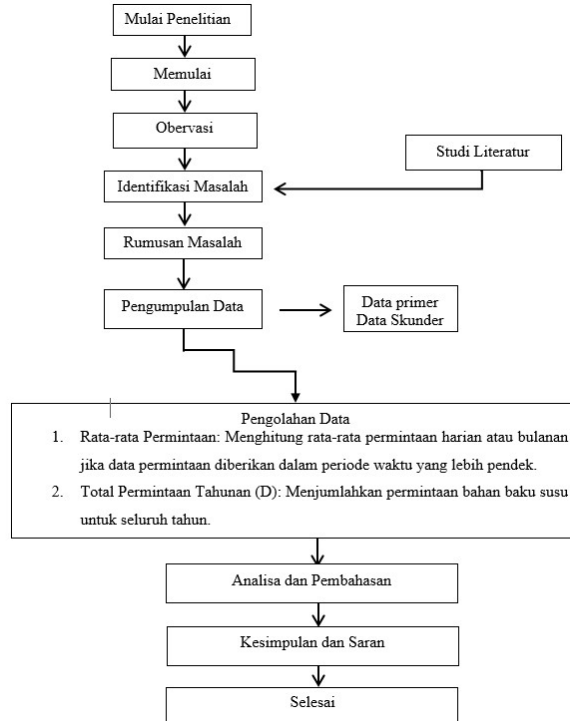 Mulai Penelitian
Memulai
Obervasi
Studi Literatur
Identifikasi Masalah
Rumusan Masalah
Pengumpulan Data
Data primer
Data Skunder
Pengolahan Data
1. Rata-rata Permintaan: Menghitung rata-rata permintaan harian atau bulanan
jika data permintaan diberikan dalam periode waktu yang lebih pendek.
2. Total Permintaan Tahunan (D): Menjumlahkan permintaan bahan baku susu
untuk seluruh tahun.
Analisa dan Pembahasan
Kesimpulan dan Saran
Selesai